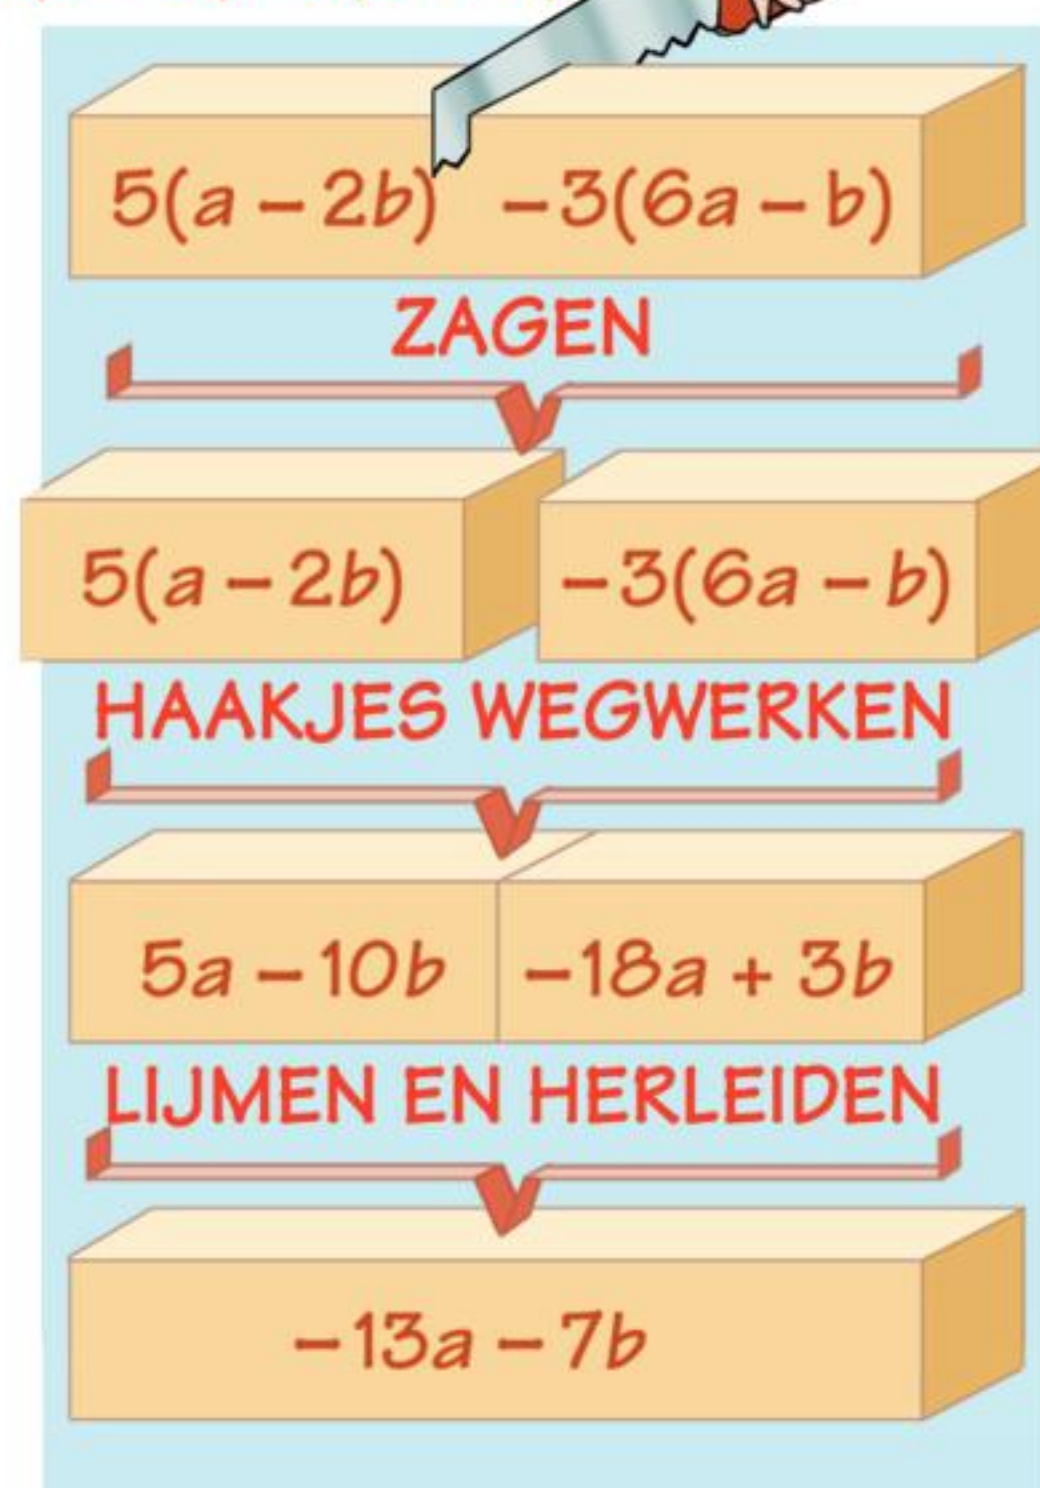 5(a – 2b) – 3(6a – b)
ZAGEN
5(a – 2b) – 3(6a – b)
HAAKJES WEGWERKEN
5a – 10b –18a + 3b
LIJMEN EN HERLEIDEN
–13a – 7b